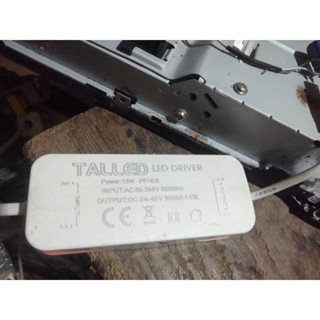 TALLED LED DRIVER
Power:12W PF>0.5
INPUT:AC 85-265V 50/60Hz
OUTPUT:DC 24-45V 300mA±5%